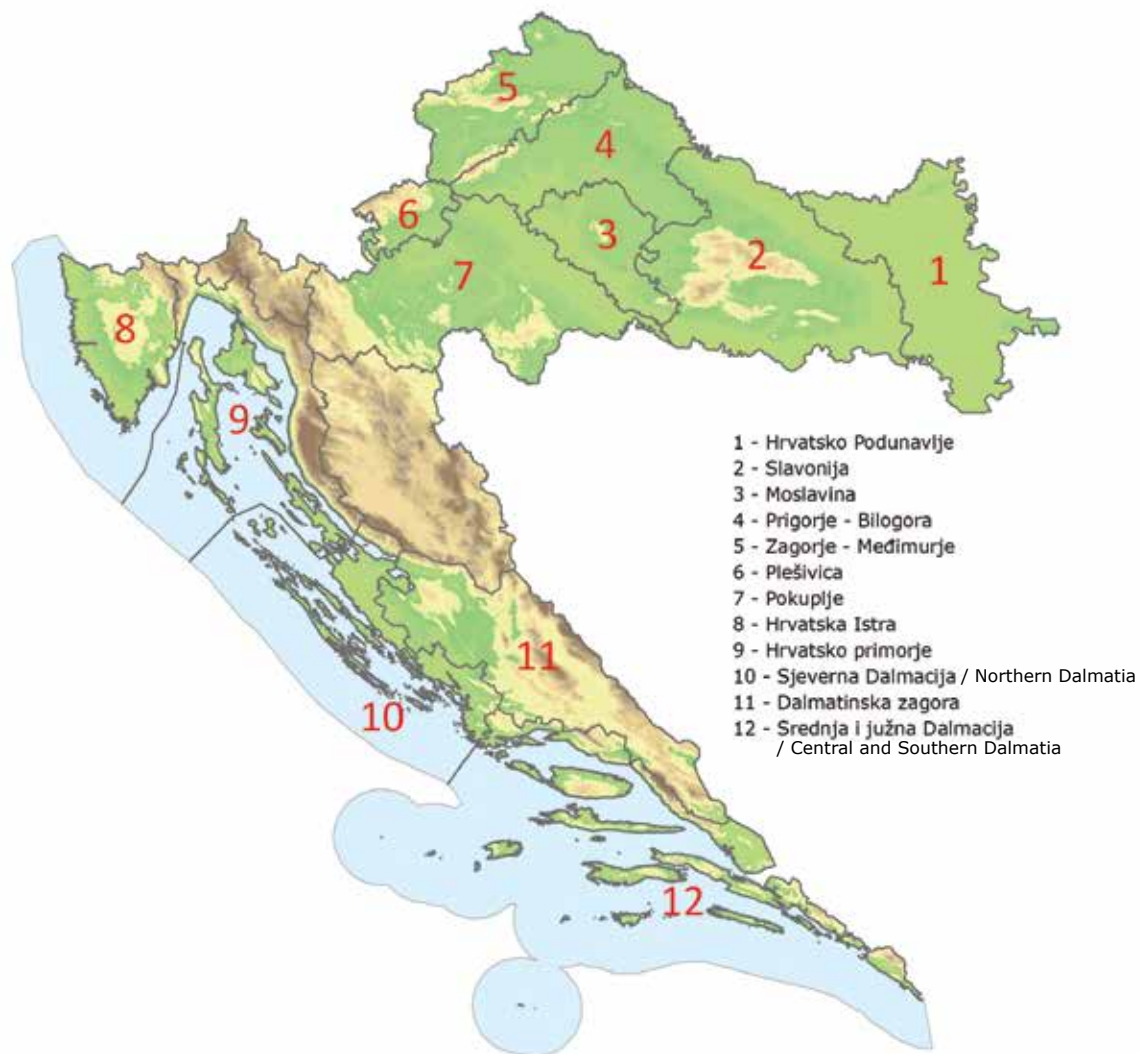 5
4
6
3
2
7
1
8
9
11
10
12
1 - Hrvatsko Podunavlje
2 - Slavonija
3 - Moslavina
4 - Prigorje - Bilogora
5 - Zagorje - Međimurje
6 - Plešivica
7 - Pokuplje
8 - Hrvatska Istra
9 - Hrvatsko primorje
10 - Sjeverna Dalmacija / Northern Dalmatia
11 - Dalmatinska zagora
12 - Srednja i južna Dalmacija
/ Central and Southern Dalmatia